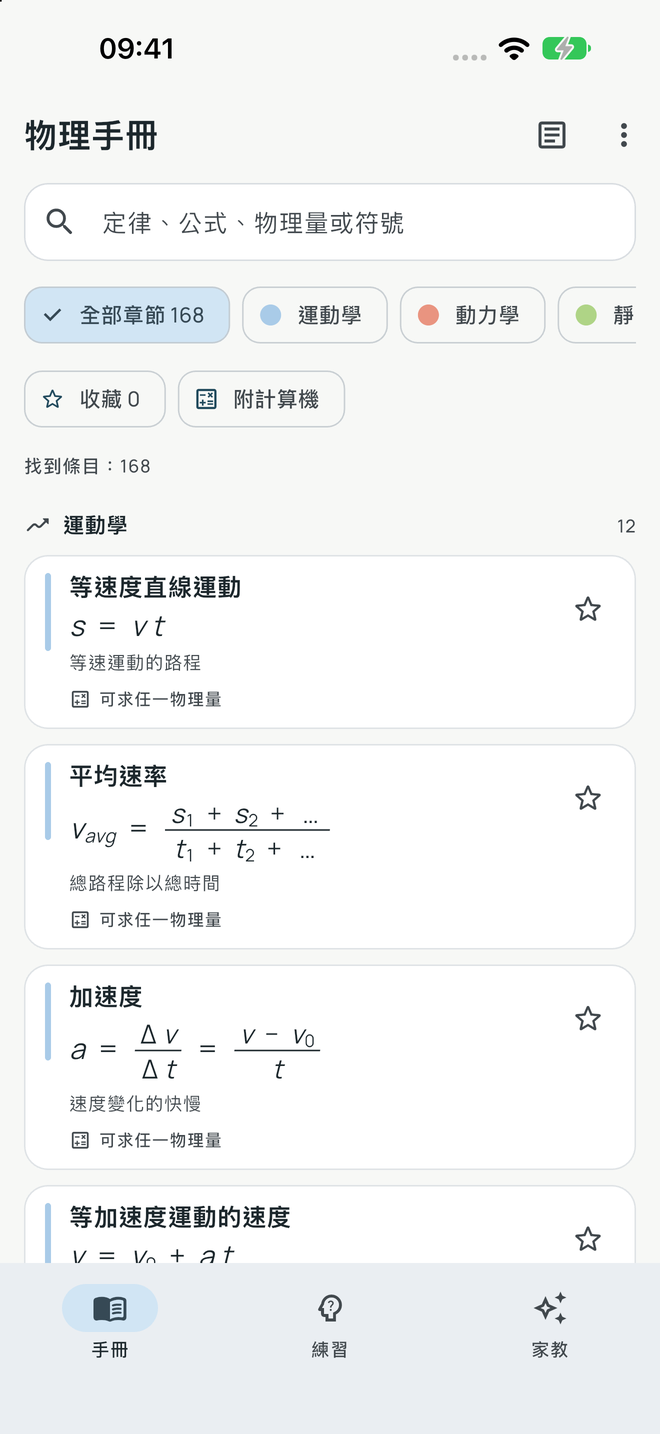 09:41
物理手冊
定律、公式、物理量或符號
全部章節 168
運動學
動力學
靜
收藏 0
附計算機
找到條目：168
運動學
12
等速度直線運動
s = v t
等速運動的路程
可求任一物理量
平均速率
v_avg = (s₁ + s₂ + …) / (t₁ + t₂ + …)
總路程除以總時間
可求任一物理量
加速度
a = Δv / Δt = (v − v₀) / t
速度變化的快慢
可求任一物理量
等加速度運動的速度
v = v₀ + a t
手冊
練習
家教